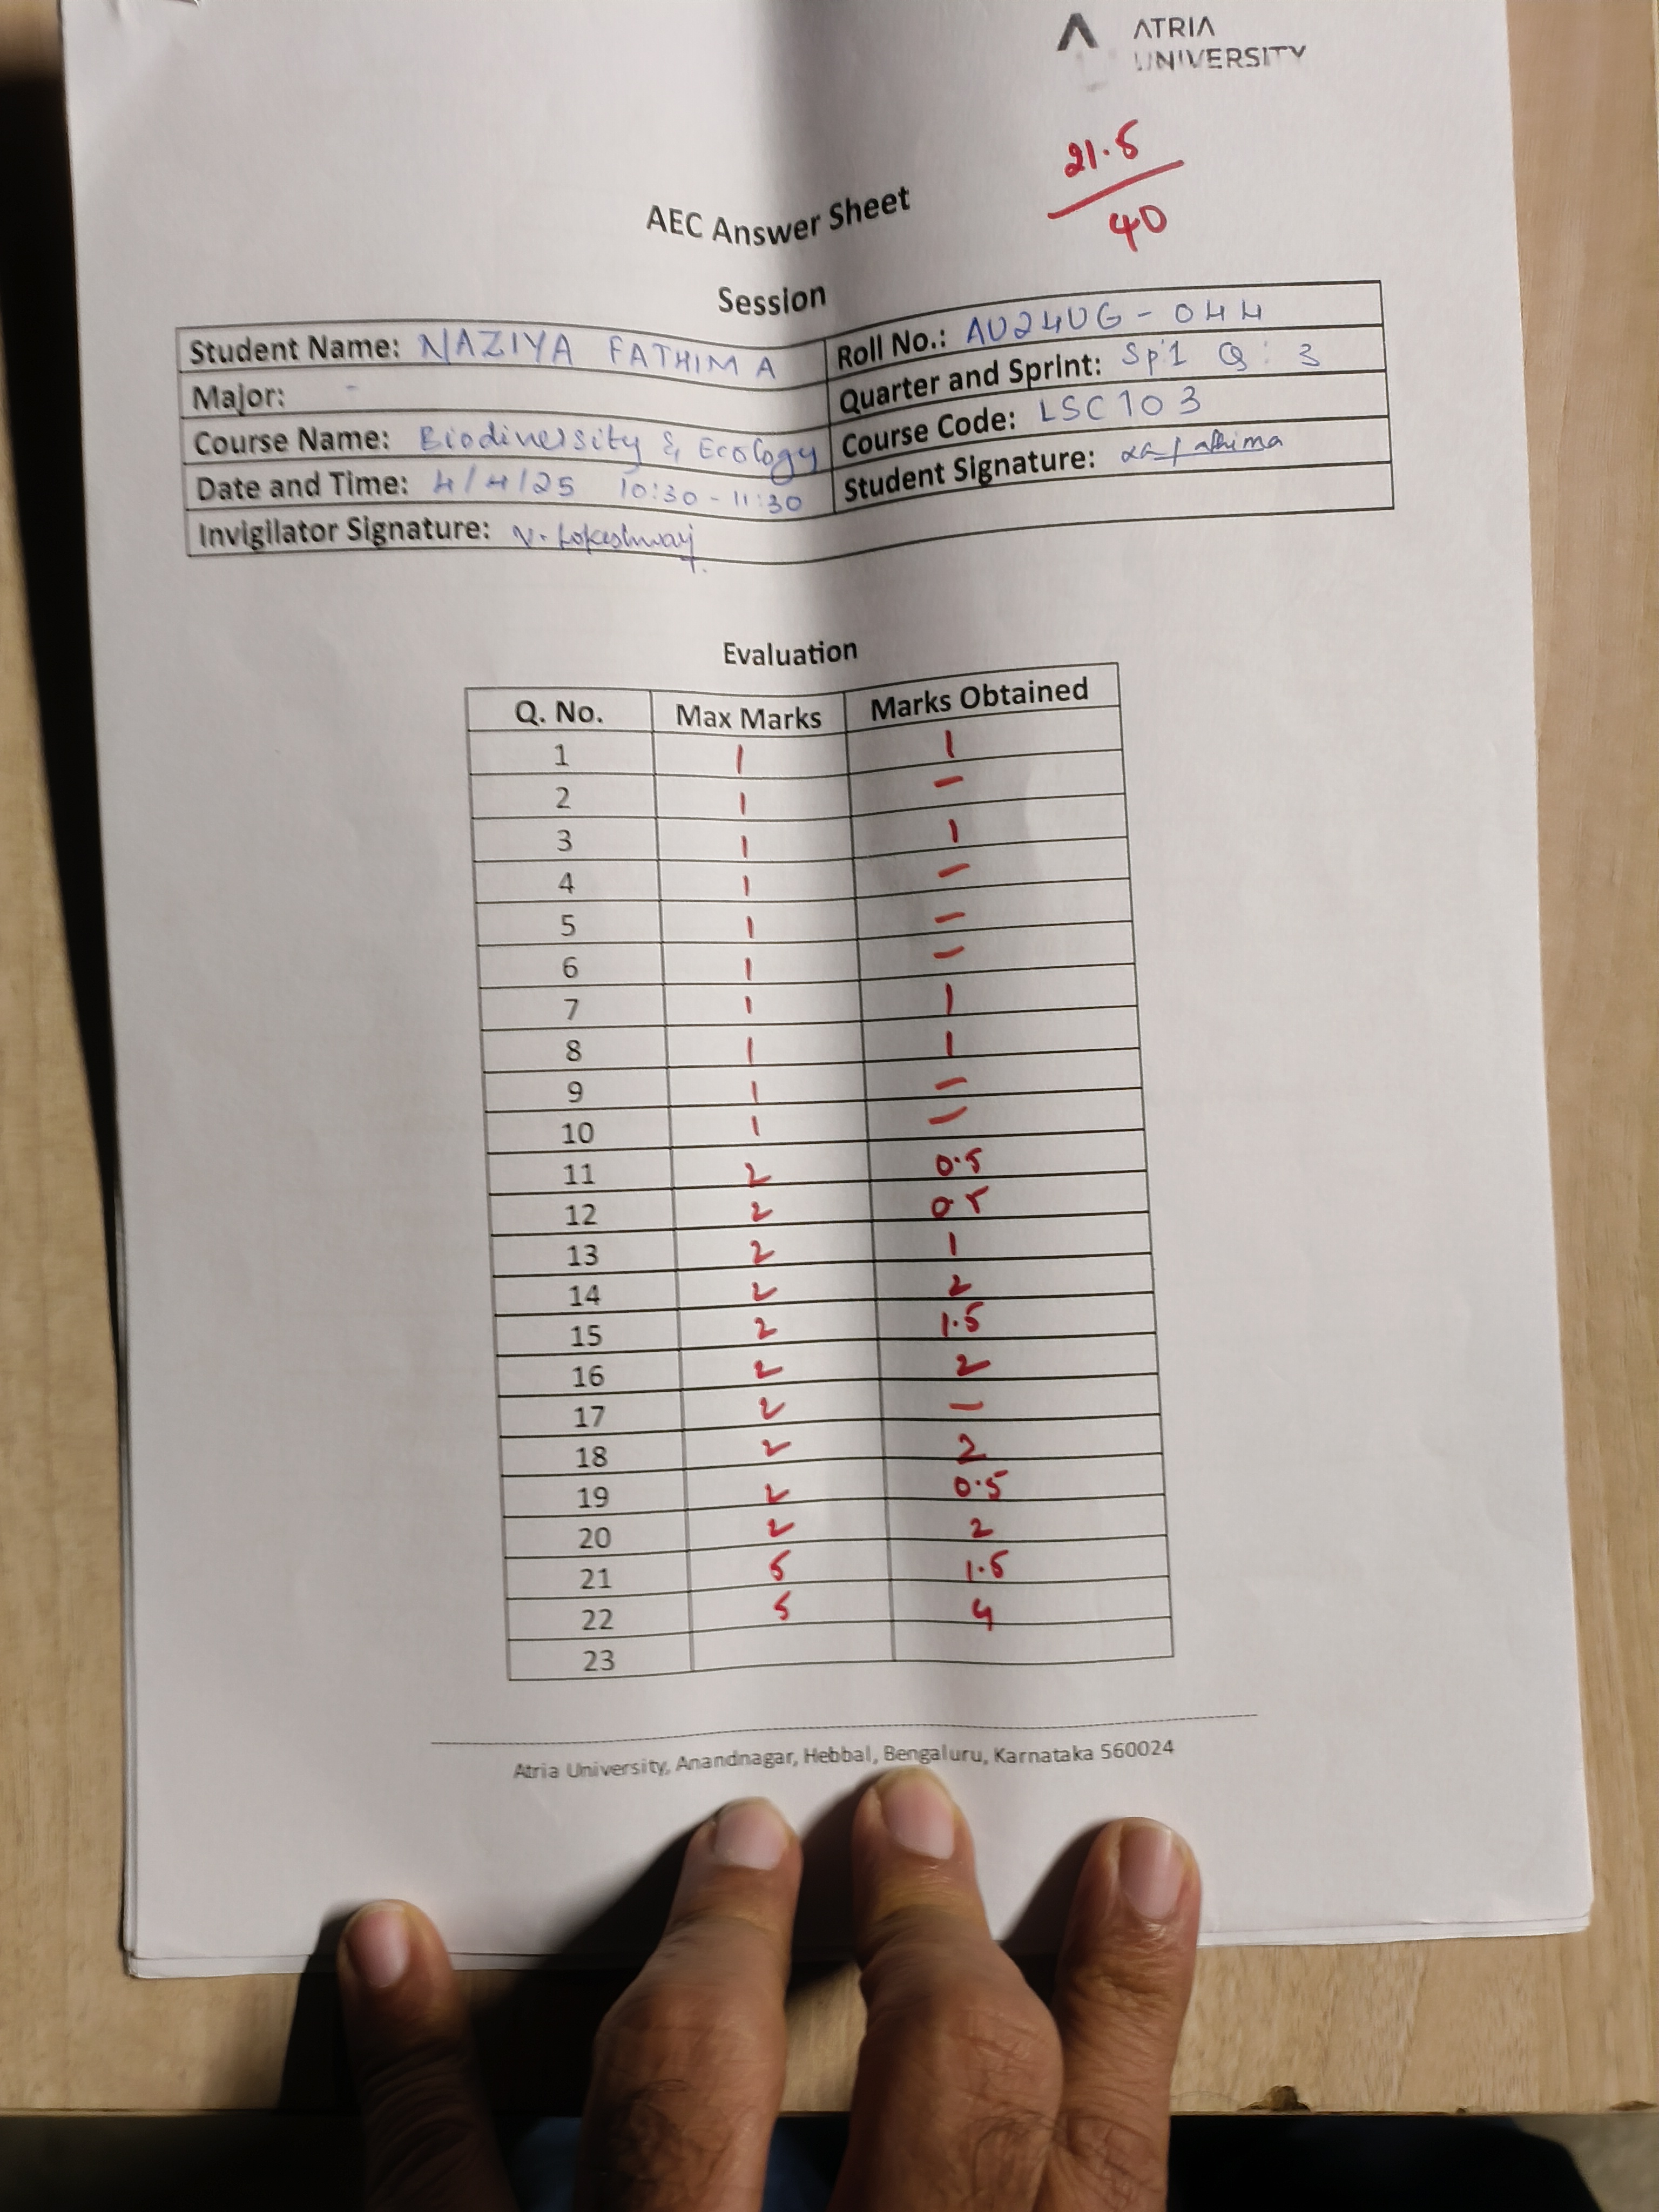 ATRIA
UNIVERSITY
21.5
40
AEC Answer Sheet
Session
Student Name: NAZIYA FATHIMA
Roll No.: AU24UG-044
Major: -
Quarter and Sprint: Sp:1 Q: 3
Course Name: Biodiversity & Ecology
Course Code: LSC103
Date and Time: 4/4/25 10:30-11:30
Student Signature:
Invigilator Signature:
Evaluation
Q. No. Max Marks Marks Obtained
1 1 1
2 1 -
3 1 1
4 1 -
5 1 -
6 1 -
7 1 1
8 1 1
9 1 -
10 1 -
11 2 0.5
12 2 0.5
13 2 1
14 2 2
15 2 1.5
16 2 2
17 2 -
18 2 2
19 2 0.5
20 2 2
21 5 1.5
22 5 4
23
Atria University, Anandnagar, Hebbal, Bengaluru, Karnataka 560024